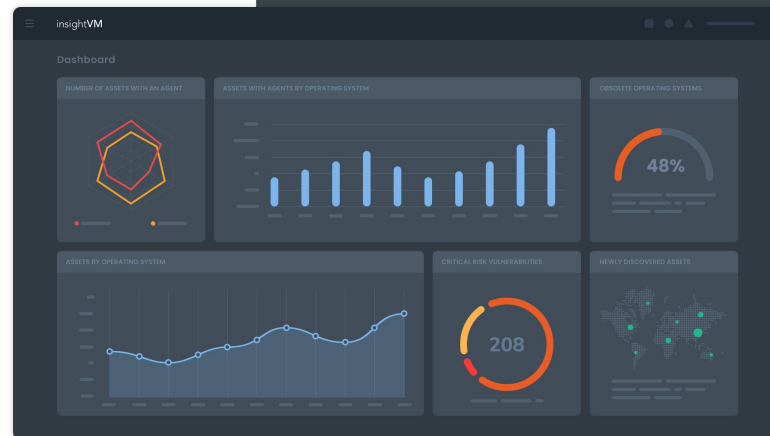 insightVM
Dashboard
NUMBER OF ASSETS WITH AN AGENT
ASSETS WITH AGENTS BY OPERATING SYSTEM
OBSOLETE OPERATING SYSTEMS
48%
ASSETS BY OPERATING SYSTEM
CRITICAL RISK VULNERABILITIES
NEWLY DISCOVERED ASSETS
208